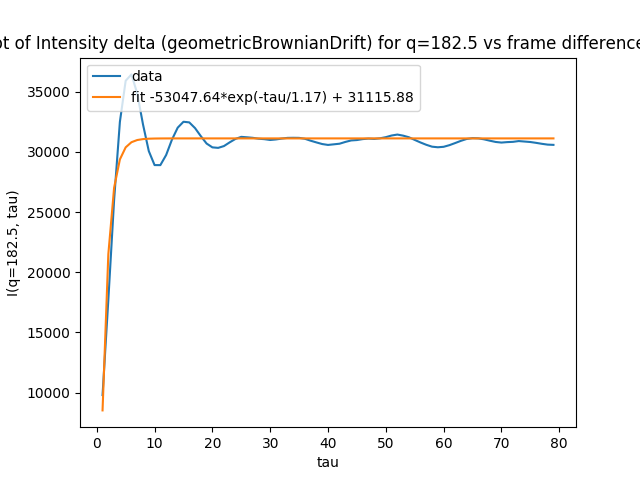 ot of Intensity delta (geometricBrownianDrift) for q=182.5 vs frame difference
data
fit -53047.64*exp(-tau/1.17) + 31115.88
35000
30000
25000
20000
15000
10000
I(q=182.5, tau)
0 10 20 30 40 50 60 70 80
tau